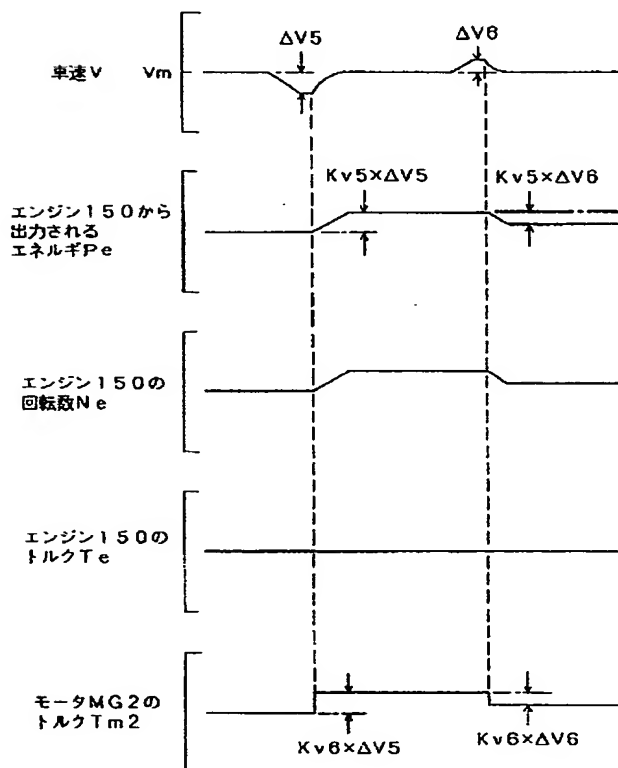 ΔV5
ΔV6
車速V Vm
Kv5×ΔV5
Kv5×ΔV6
エンジン150から
出力される
エネルギPe
エンジン150の
回転数Ne
エンジン150の
トルクTe
モータMG2の
トルクTm2
Kv6×ΔV5
Kv6×ΔV6